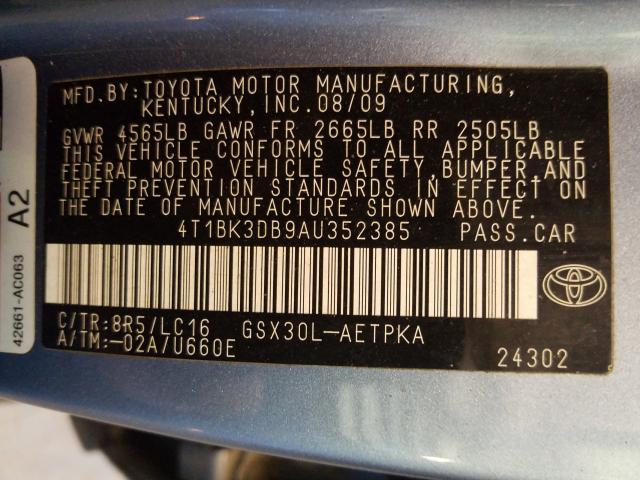 MFD.BY:TOYOTA MOTOR MANUFACTURING,
KENTUCKY,INC.08/09
GVWR 4565LB GAWR FR 2665LB RR 2505LB
THIS VEHICLE CONFORMS TO ALL APPLICABLE
FEDERAL MOTOR VEHICLE SAFETY,BUMPER,AND
THEFT PREVENTION STANDARDS IN EFFECT ON
THE DATE OF MANUFACTURE SHOWN ABOVE.
4T1BK3DB9AU352385 PASS.CAR
C/TR:8R5/LC16 GSX30L-AETPKA
A/TM:-02A/U660E
24302
42661-AC063
A2